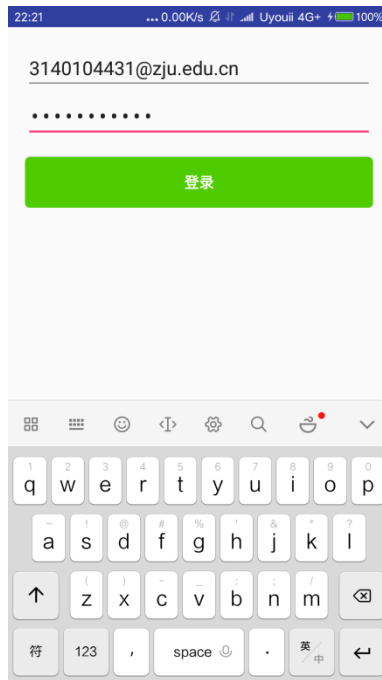 22:21 ... 0.00K/s Uyouii 4G+ 100%
3140104431@zju.edu.cn
•••••••••••
登录
1 2 3 4 5 6 7 8 9 0
q w e r t y u i o p
~ ! @ # % ' & * ?
a s d f g h j k l
( ) - _ : ; /
z x c v b n m
符 123 , space . 英/中